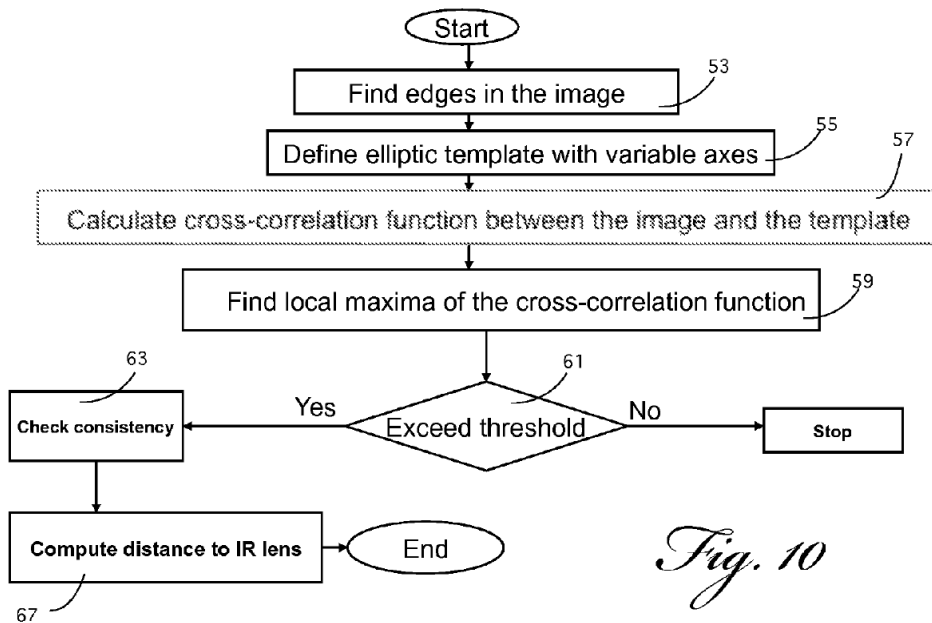 Start
53
Find edges in the image
55
Define elliptic template with variable axes
57
Calculate cross-correlation function between the image and the template
59
Find local maxima of the cross-correlation function
61
63
Yes
No
Check consistency
Exceed threshold
Stop
Compute distance to IR lens
End
67
Fig. 10